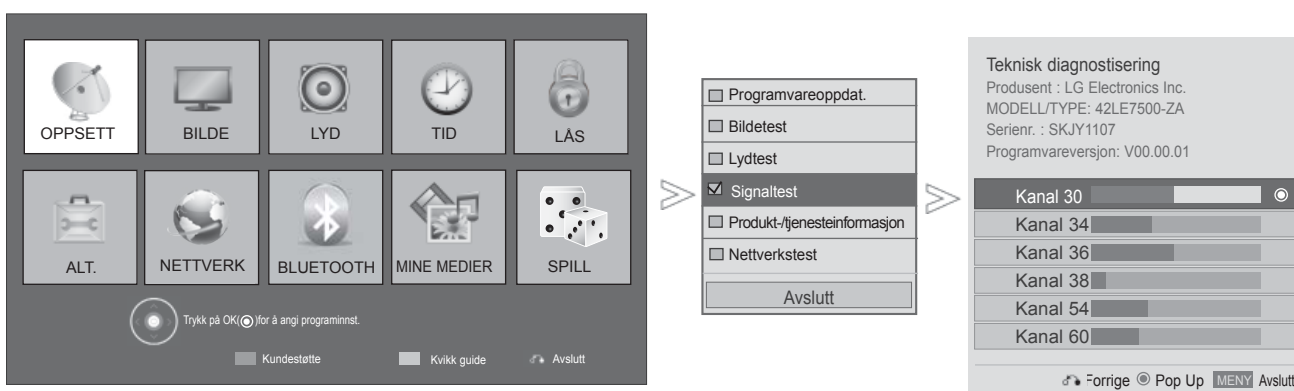 OPPSETT BILDE LYD TID LÅS
ALT. NETTVERK BLUETOOTH MINE MEDIER SPILL
Trykk på OK(◉)for å angi programinnst.
Kundestøtte Kvikk guide Avslutt
Programvareoppdat.
Bildetest
Lydtest
Signaltest
Produkt-/tjenesteinformasjon
Nettverkstest
Avslutt
Teknisk diagnostisering
Produsent : LG Electronics Inc.
MODELL/TYPE: 42LE7500-ZA
Serienr. : SKJY1107
Programvareversjon: V00.00.01
Kanal 30
Kanal 34
Kanal 36
Kanal 38
Kanal 54
Kanal 60
Forrige ◉ Pop Up MENY Avslutt